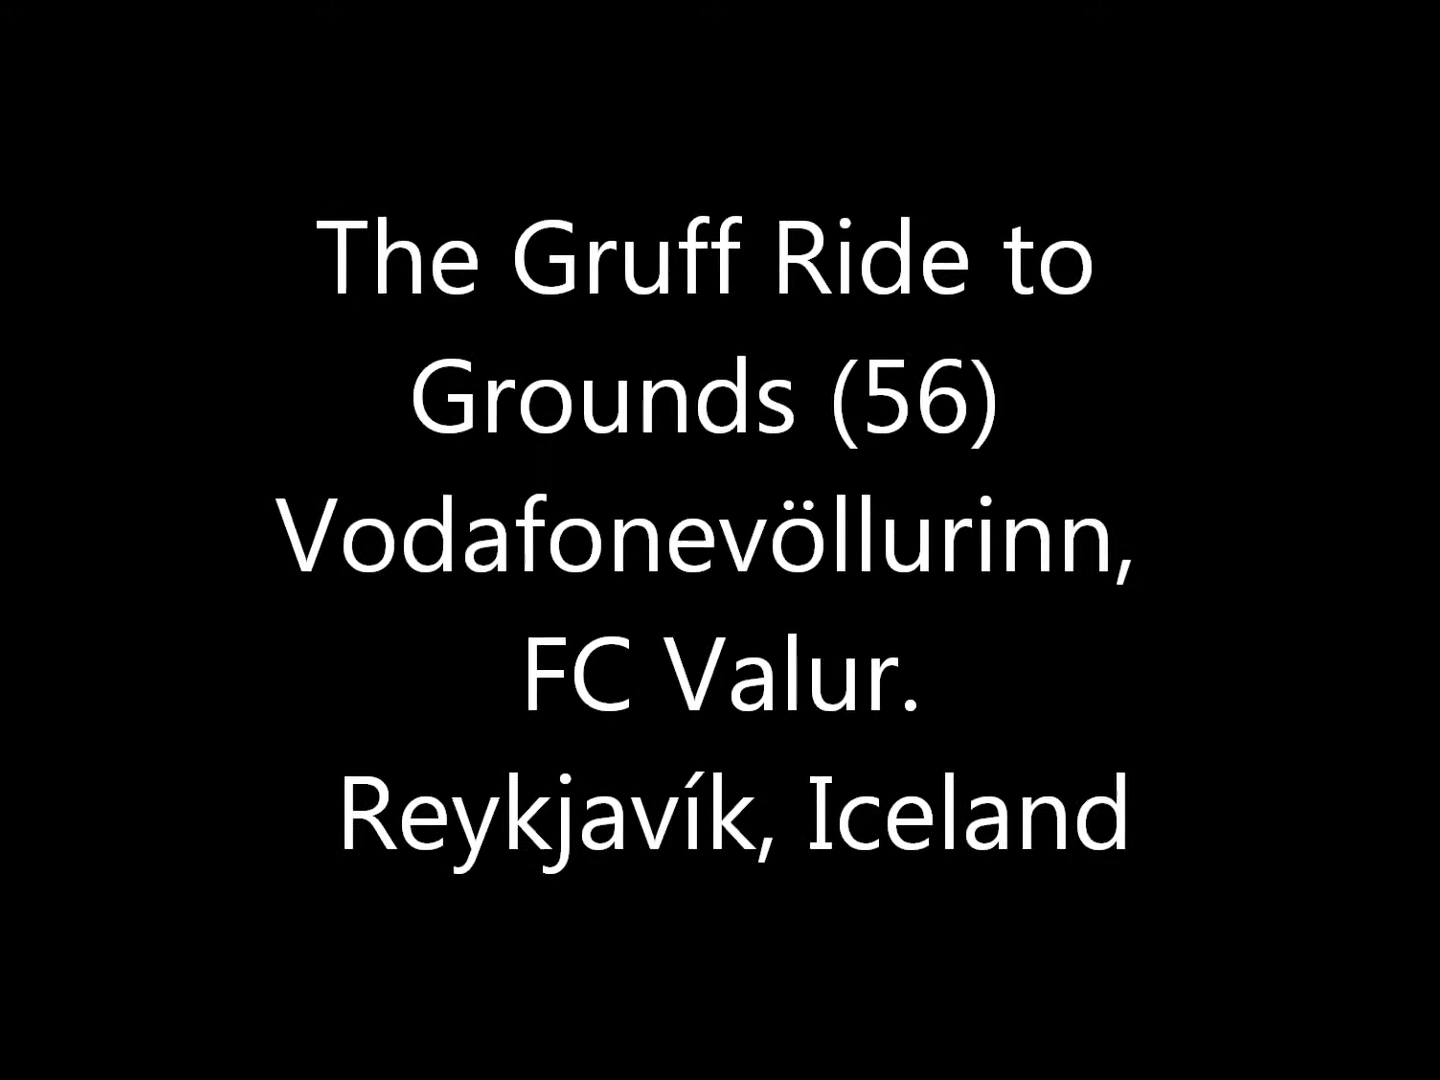 The Gruff Ride to
Grounds (56)
Vodafonevöllurinn,
FC Valur.
Reykjavík, Iceland